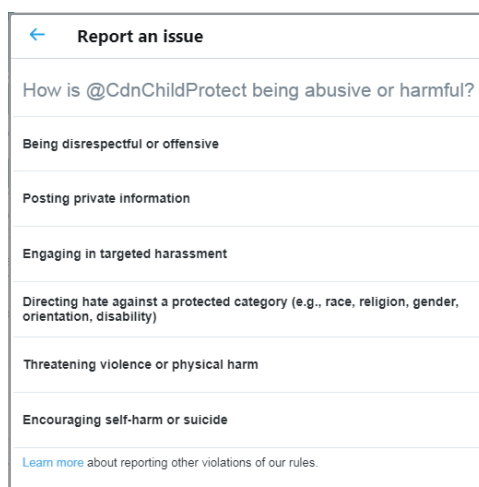 Report an issue
How is @CdnChildProtect being abusive or harmful?
Being disrespectful or offensive
Posting private information
Engaging in targeted harassment
Directing hate against a protected category (e.g., race, religion, gender,
orientation, disability)
Threatening violence or physical harm
Encouraging self-harm or suicide
Learn more about reporting other violations of our rules.